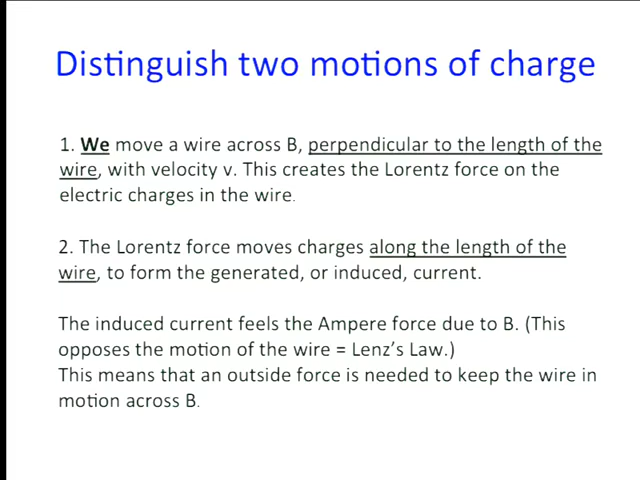 Distinguish two motions of charge
1. We move a wire across B, perpendicular to the length of the
wire, with velocity v. This creates the Lorentz force on the
electric charges in the wire.
2. The Lorentz force moves charges along the length of the
wire, to form the generated, or induced, current.
The induced current feels the Ampere force due to B. (This
opposes the motion of the wire = Lenz’s Law.)
This means that an outside force is needed to keep the wire in
motion across B.